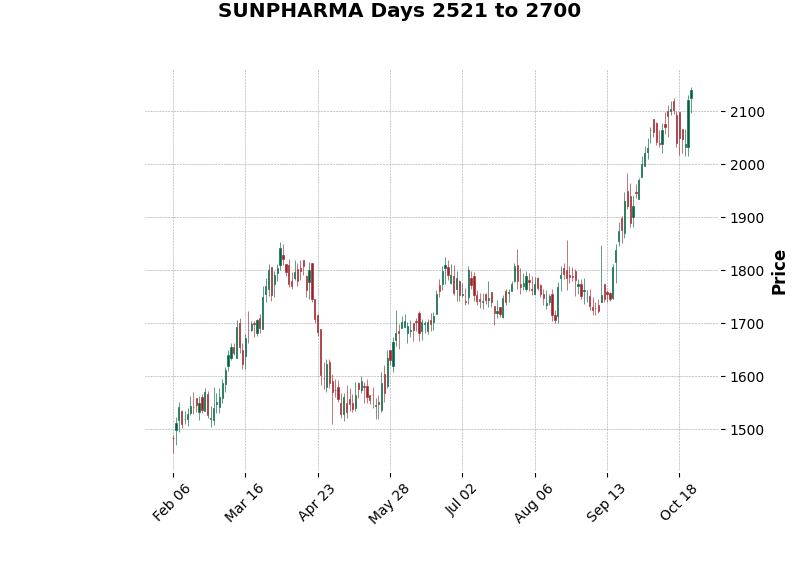 SUNPHARMA Days 2521 to 2700
2100
2000
1900
1800
1700
1600
1500
Price
Feb 06
Mar 16
Apr 23
May 28
Jul 02
Aug 06
Sep 13
Oct 18